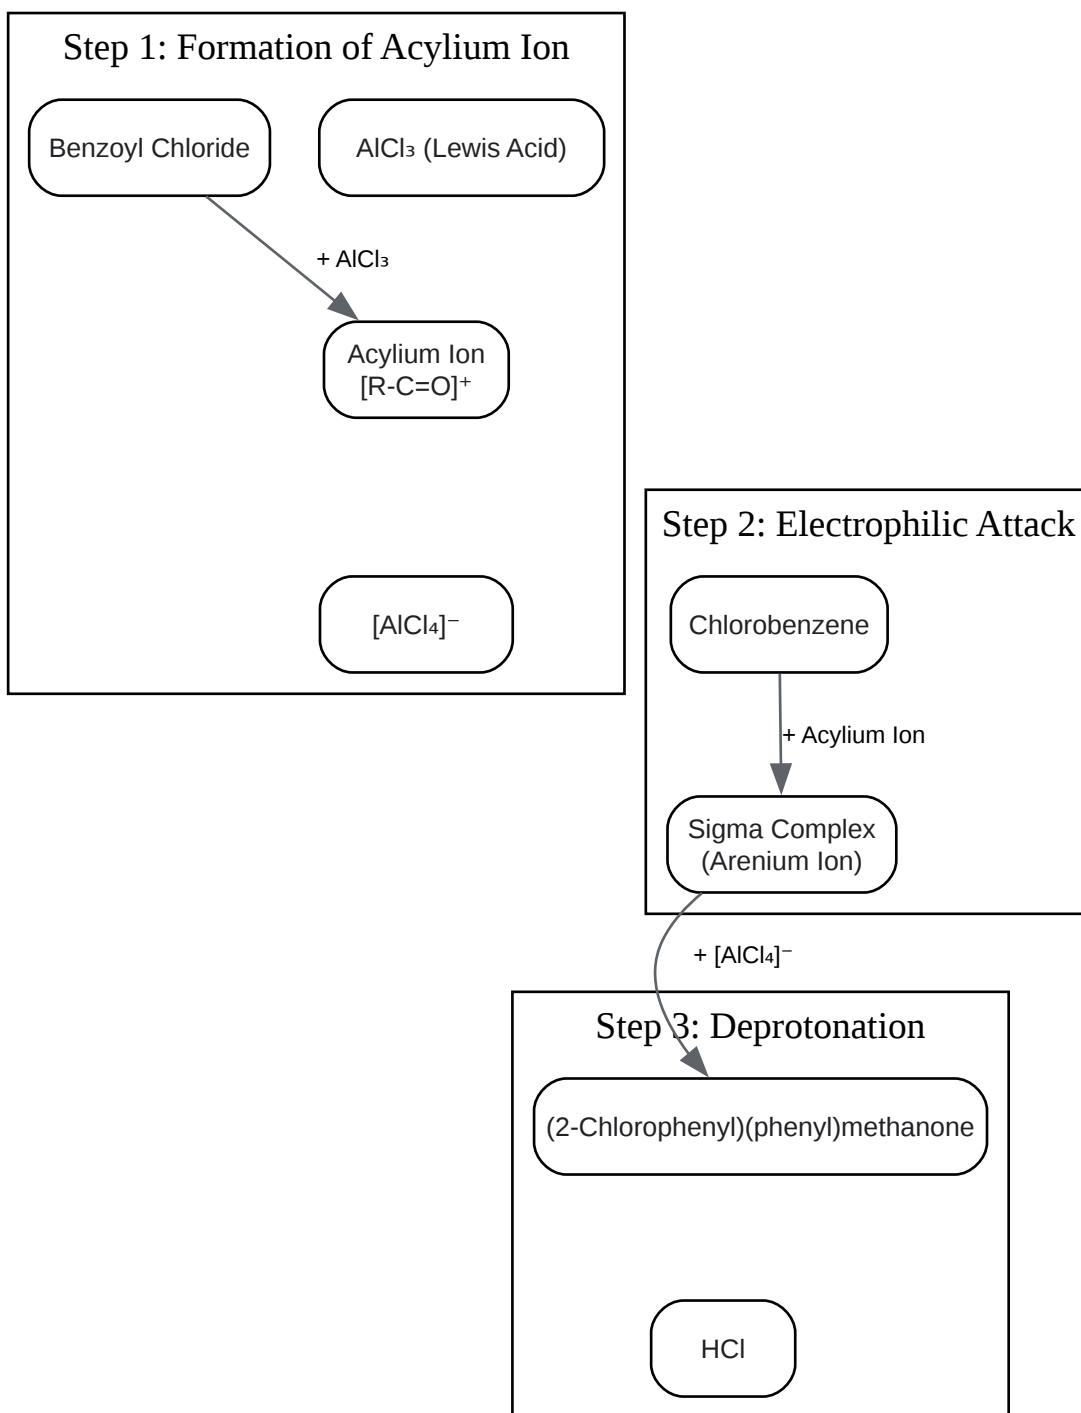 Step 1: Formation of Acylium Ion
Benzoyl Chloride
AlCl₃ (Lewis Acid)
+ AlCl₃
Acylium Ion
[R-C=O]⁺
[AlCl₄]⁻
Step 2: Electrophilic Attack
Chlorobenzene
+ Acylium Ion
Sigma Complex
(Arenium Ion)
+ [AlCl₄]⁻
Step 3: Deprotonation
(2-Chlorophenyl)(phenyl)methanone
HCl